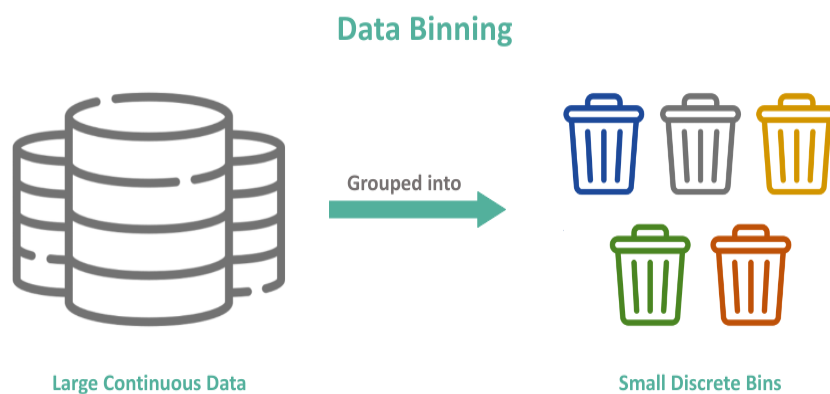 Data Binning
Grouped into
Large Continuous Data
Small Discrete Bins